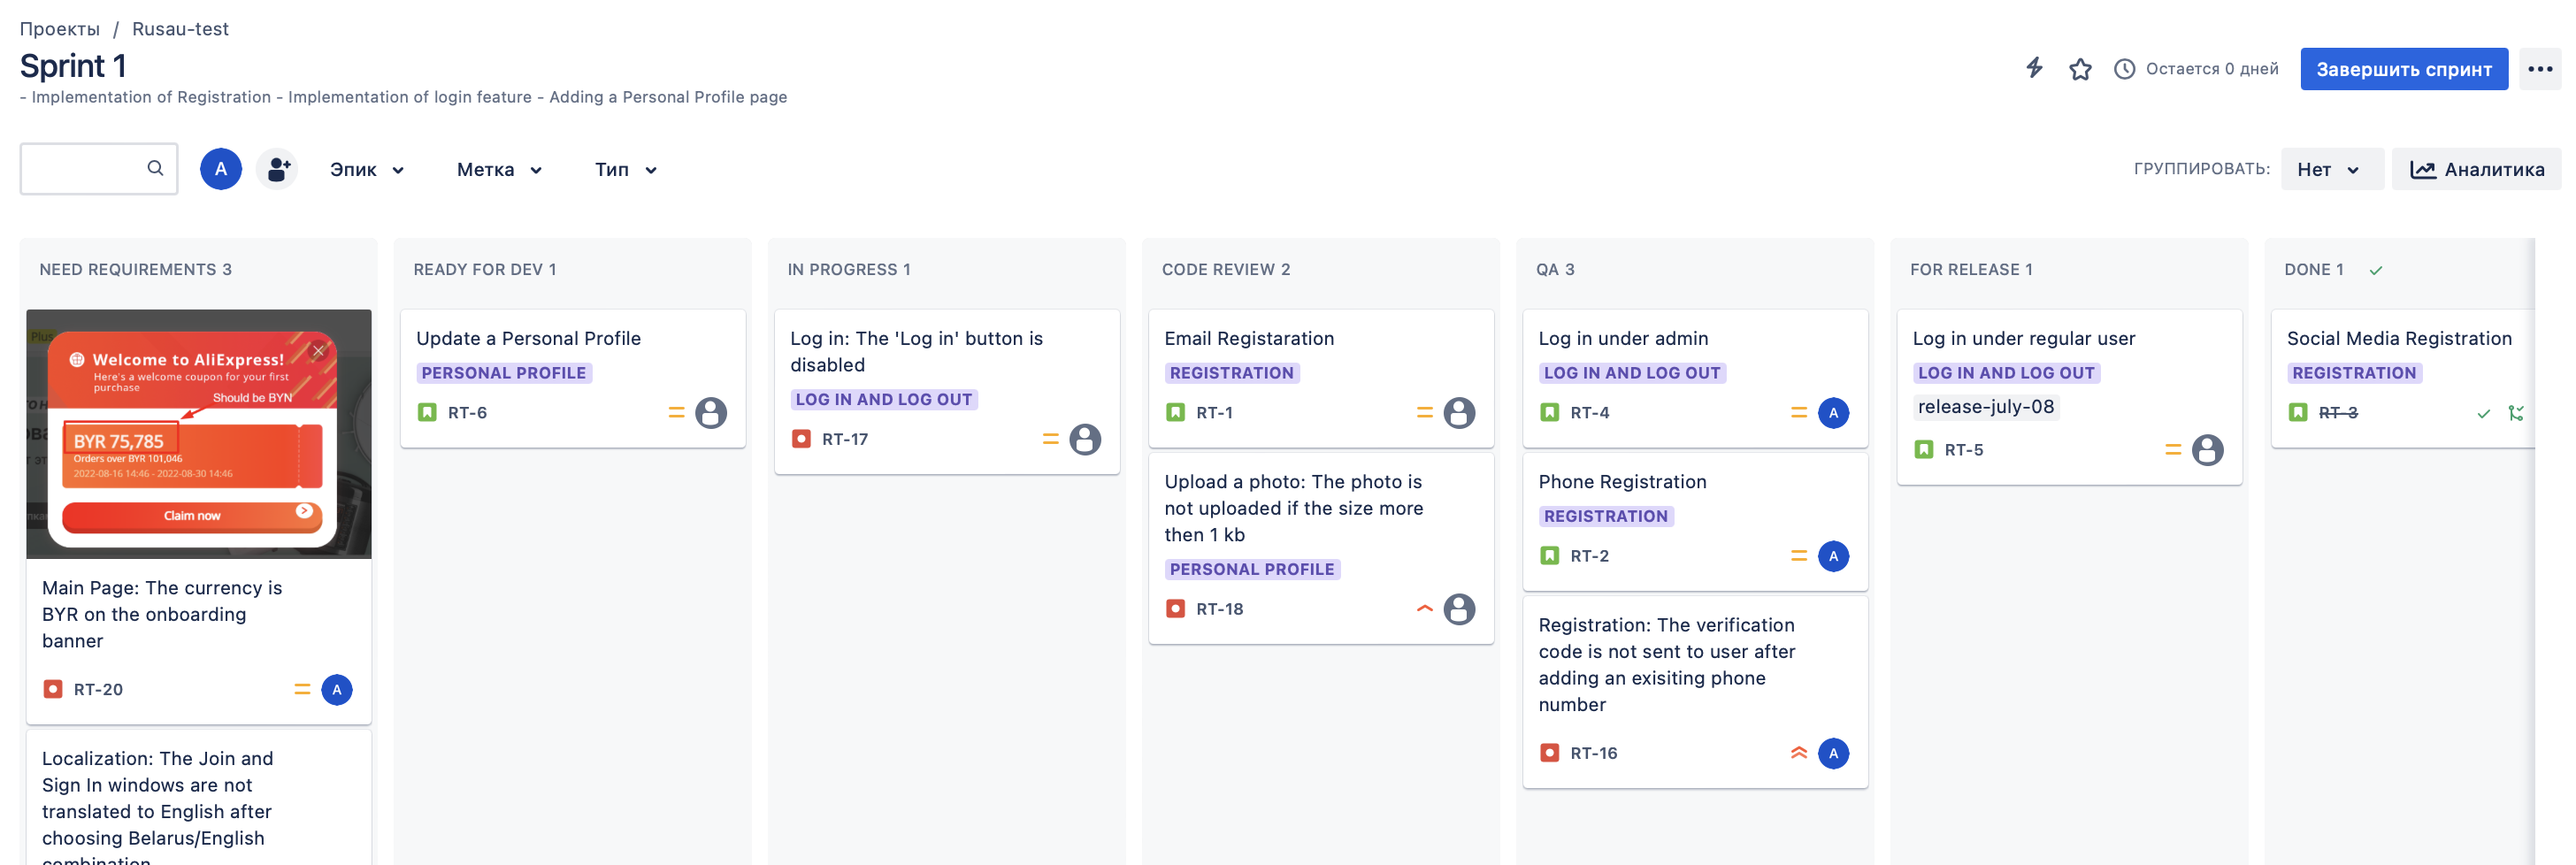 Проекты / Rusau-test
Sprint 1
- Implementation of Registration - Implementation of login feature - Adding a Personal Profile page
Остается 0 дней
Завершить спринт
A
Эпик
Метка
Тип
ГРУППИРОВАТЬ:
Нет
Аналитика
NEED REQUIREMENTS 3
Plus
Welcome to AliExpress!
Here's a welcome coupon for your first
purchase
Should be BYN
BYR 75,785
Orders over BYR 101,046
2022-08-16 14:46 - 2022-08-30 14:46
Claim now
Main Page: The currency is
BYR on the onboarding
banner
RT-20
A
Localization: The Join and
Sign In windows are not
translated to English after
choosing Belarus/English
combination
READY FOR DEV 1
Update a Personal Profile
PERSONAL PROFILE
RT-6
IN PROGRESS 1
Log in: The 'Log in' button is
disabled
LOG IN AND LOG OUT
RT-17
CODE REVIEW 2
Email Registaration
REGISTRATION
RT-1
Upload a photo: The photo is
not uploaded if the size more
then 1 kb
PERSONAL PROFILE
RT-18
QA 3
Log in under admin
LOG IN AND LOG OUT
RT-4
A
Phone Registration
REGISTRATION
RT-2
A
Registration: The verification
code is not sent to user after
adding an exisiting phone
number
RT-16
A
FOR RELEASE 1
Log in under regular user
LOG IN AND LOG OUT
release-july-08
RT-5
DONE 1
Social Media Registration
REGISTRATION
RT-3